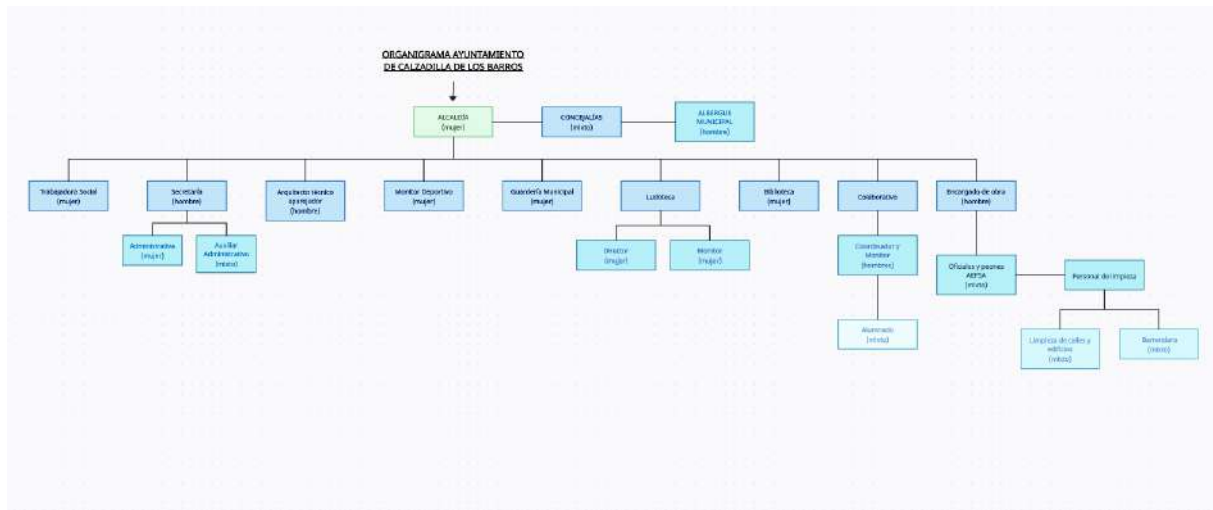 ORGANIGRAMA AYUNTAMIENTO
DE CALZADILLA DE LOS BARROS
ALCALDÍA
(mujer)
CONCEJALÍAS
(mixto)
ALBERGUE
MUNICIPAL
(hombre)
Trabajadora Social
(mujer)
Secretaría
(hombre)
Arquitecto técnico
aparejador
(hombre)
Monitor Deportivo
(mujer)
Guardería Municipal
(mujer)
Ludoteca
Biblioteca
(mujer)
Colaborativo
Encargado de obra
(hombre)
Administrativo
(mujer)
Auxiliar
Administrativo
(mixto)
Director
(mujer)
Monitor
(mujer)
Coordinador y
Monitor
(hombres)
Oficiales y peones
AEPSA
(mixto)
Personal de limpieza
Alumnado
(mixto)
Limpieza de calles y
edificios
(mixto)
(mixto)